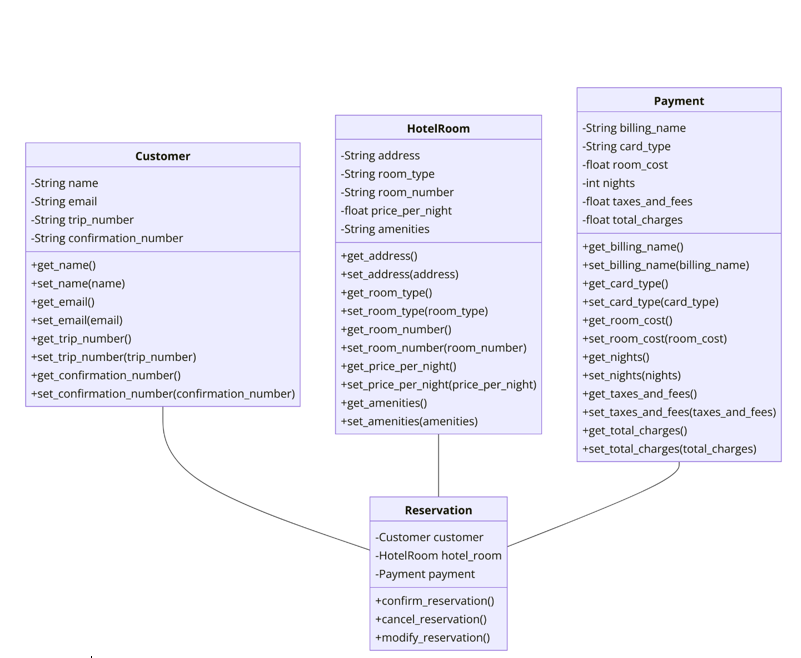 Customer
-String name
-String email
-String trip_number
-String confirmation_number
+get_name()
+set_name(name)
+get_email()
+set_email(email)
+get_trip_number()
+set_trip_number(trip_number)
+get_confirmation_number()
+set_confirmation_number(confirmation_number)
HotelRoom
-String address
-String room_type
-String room_number
-float price_per_night
-String amenities
+get_address()
+set_address(address)
+get_room_type()
+set_room_type(room_type)
+get_room_number()
+set_room_number(room_number)
+get_price_per_night()
+set_price_per_night(price_per_night)
+get_amenities()
+set_amenities(amenities)
Payment
-String billing_name
-String card_type
-float room_cost
-int nights
-float taxes_and_fees
-float total_charges
+get_billing_name()
+set_billing_name(billing_name)
+get_card_type()
+set_card_type(card_type)
+get_room_cost()
+set_room_cost(room_cost)
+get_nights()
+set_nights(nights)
+get_taxes_and_fees()
+set_taxes_and_fees(taxes_and_fees)
+get_total_charges()
+set_total_charges(total_charges)
Reservation
-Customer customer
-HotelRoom hotel_room
-Payment payment
+confirm_reservation()
+cancel_reservation()
+modify_reservation()